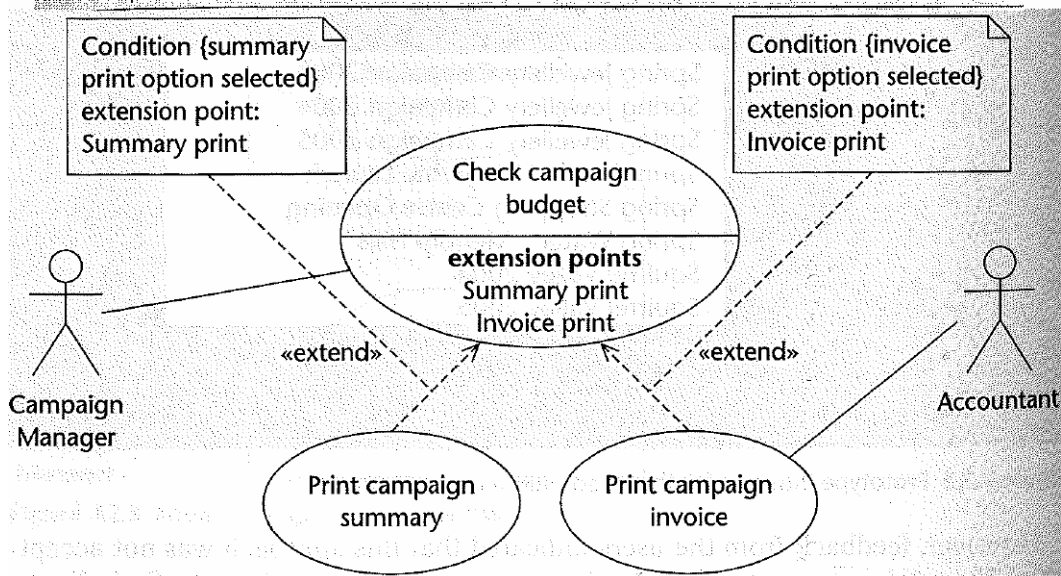 Condition {summary
print option selected}
extension point:
Summary print
Condition {invoice
print option selected}
extension point:
Invoice print
Check campaign
budget
extension points
Summary print
Invoice print
«extend»
«extend»
Campaign
Manager
Accountant
Print campaign
summary
Print campaign
invoice